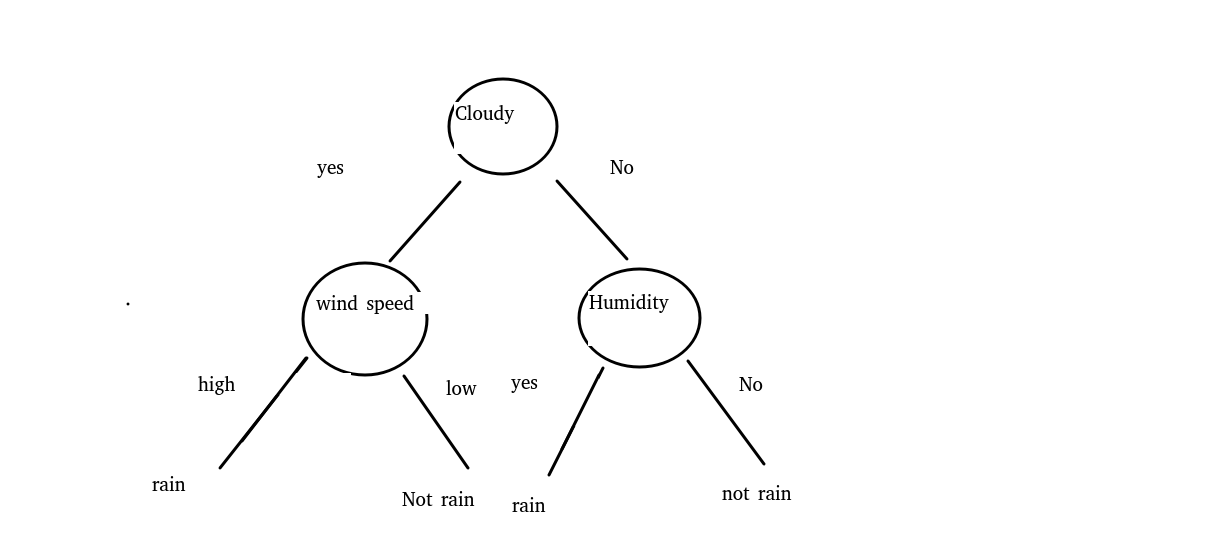 Cloudy
yes
No
wind speed
Humidity
high
low
yes
No
rain
Not rain
rain
not rain